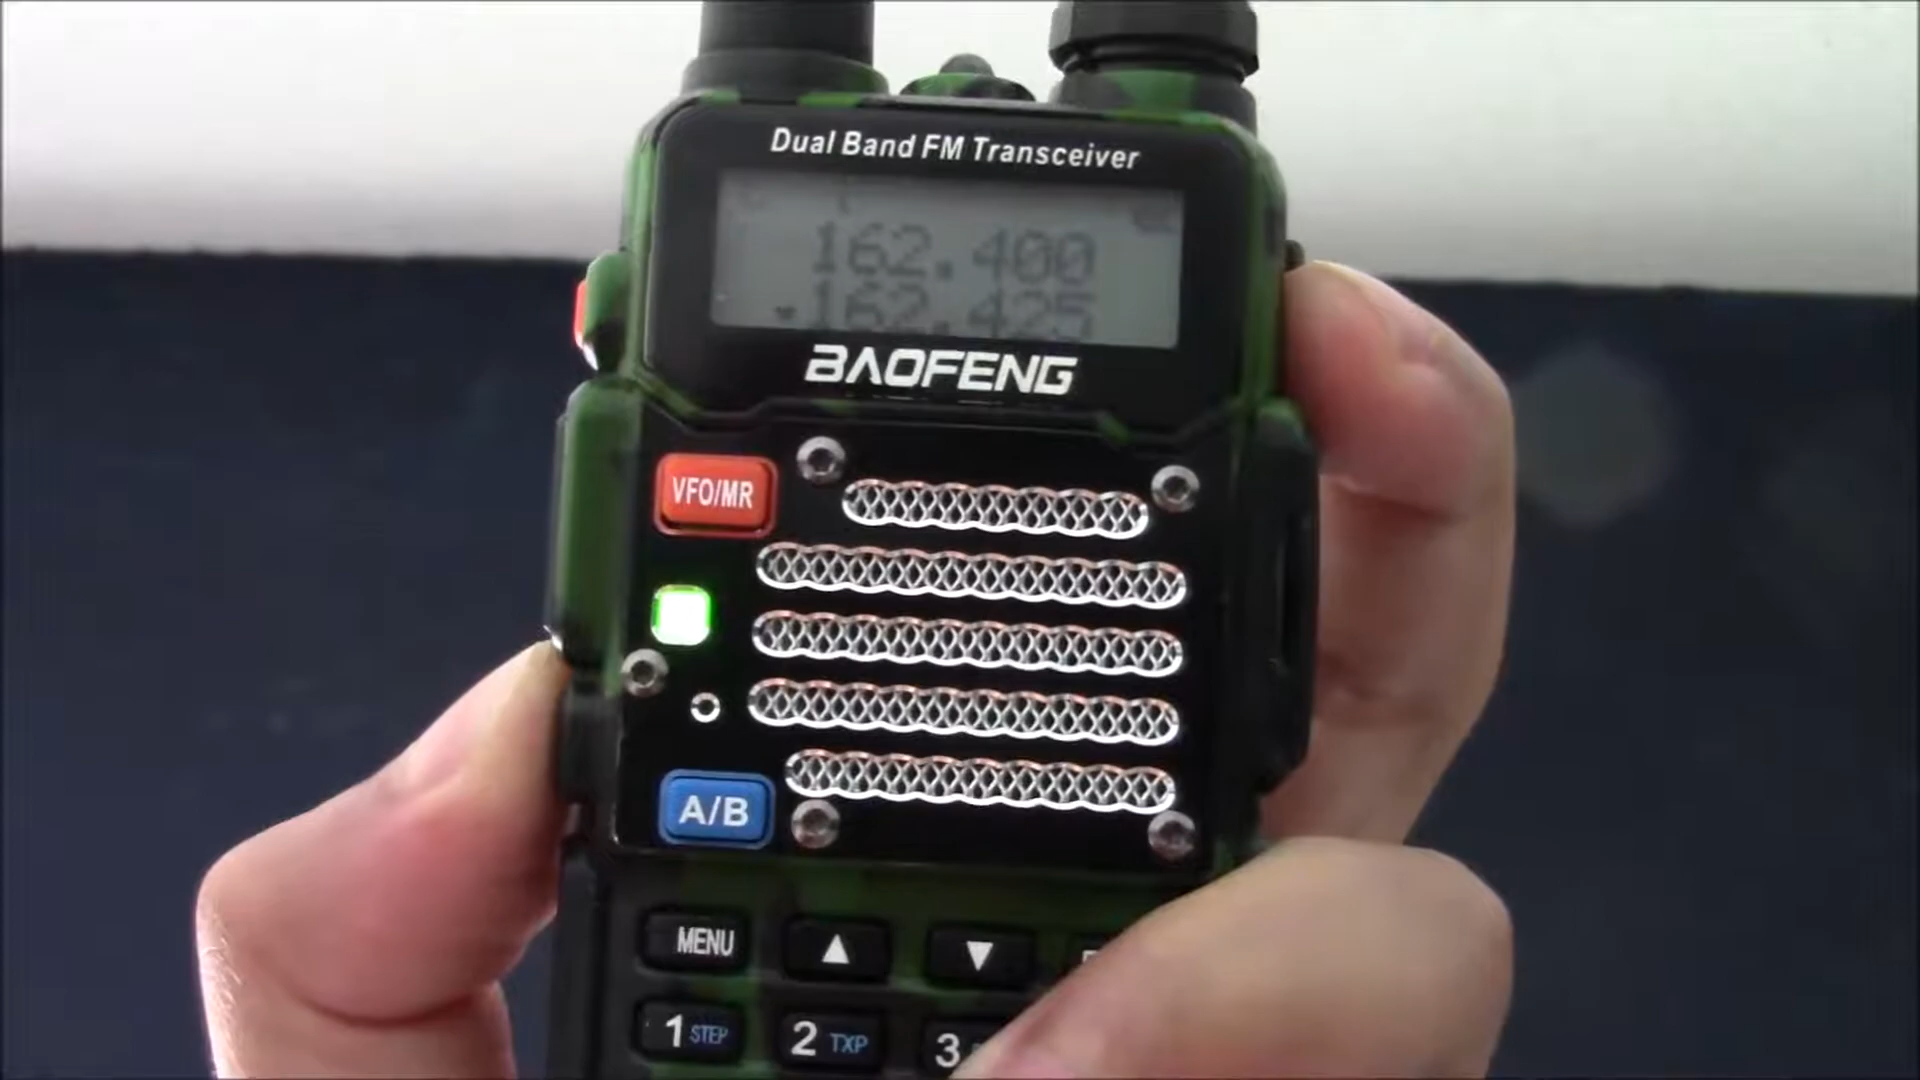 Dual Band FM Transceiver
162.400
162.425
BAOFENG
VFO/MR
A/B
MENU ▲ ▼
1 STEP 2 TXP 3